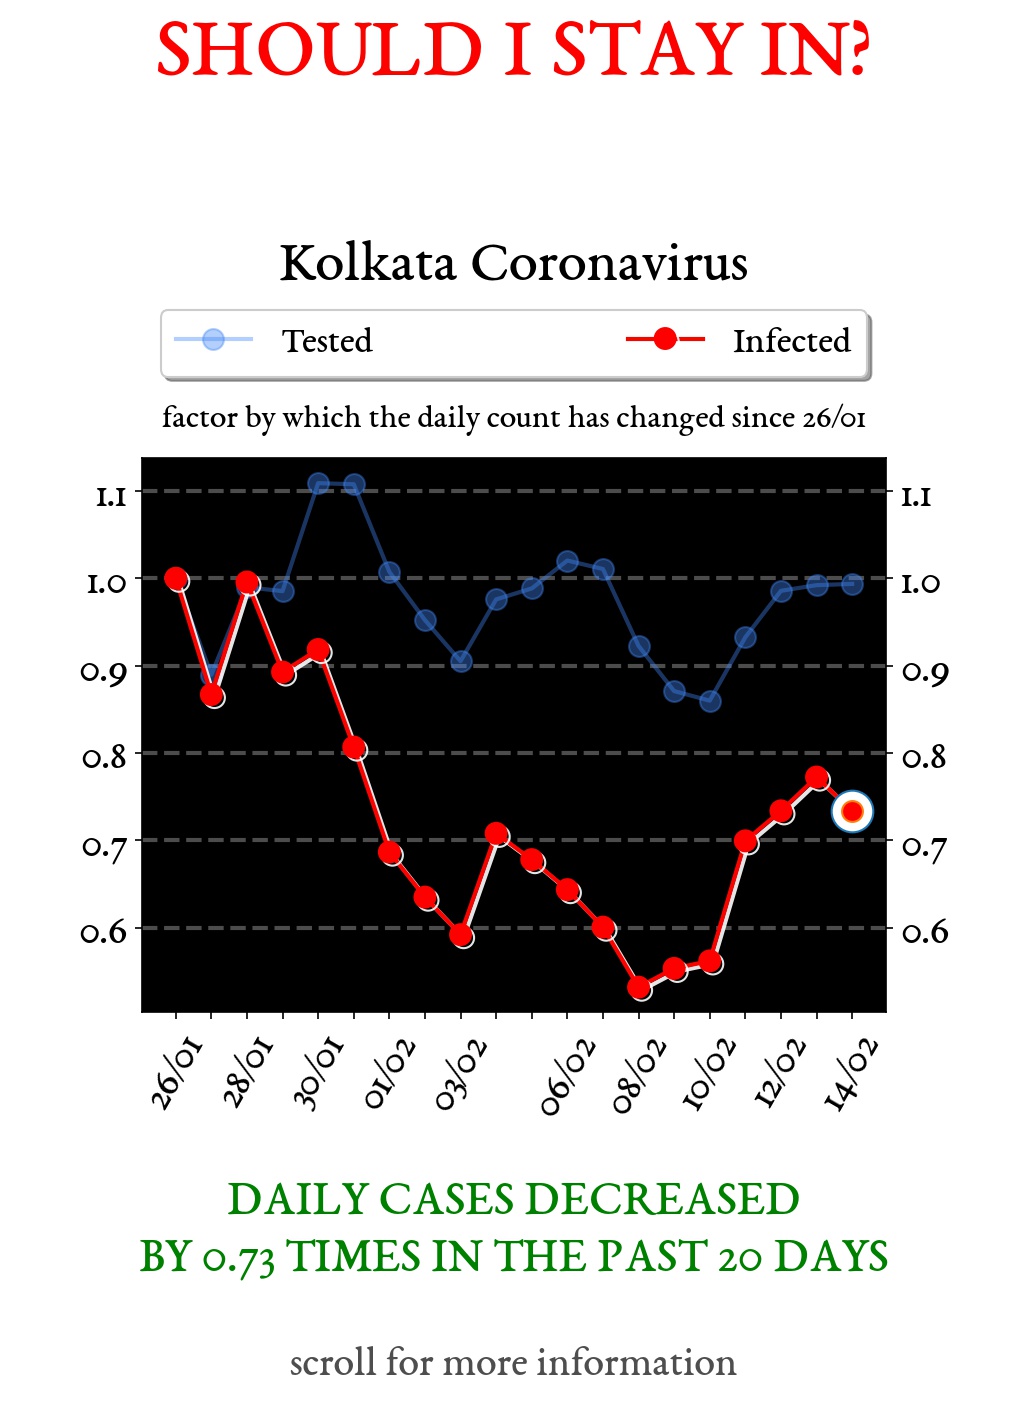 SHOULD I STAY IN?
Kolkata Coronavirus
Tested Infected
factor by which the daily count has changed since 26/01
1.1 1.1
1.0 1.0
0.9 0.9
0.8 0.8
0.7 0.7
0.6 0.6
26/01 28/01 30/01 01/02 03/02 06/02 08/02 10/02 12/02 14/02
DAILY CASES DECREASED
BY 0.73 TIMES IN THE PAST 20 DAYS
scroll for more information